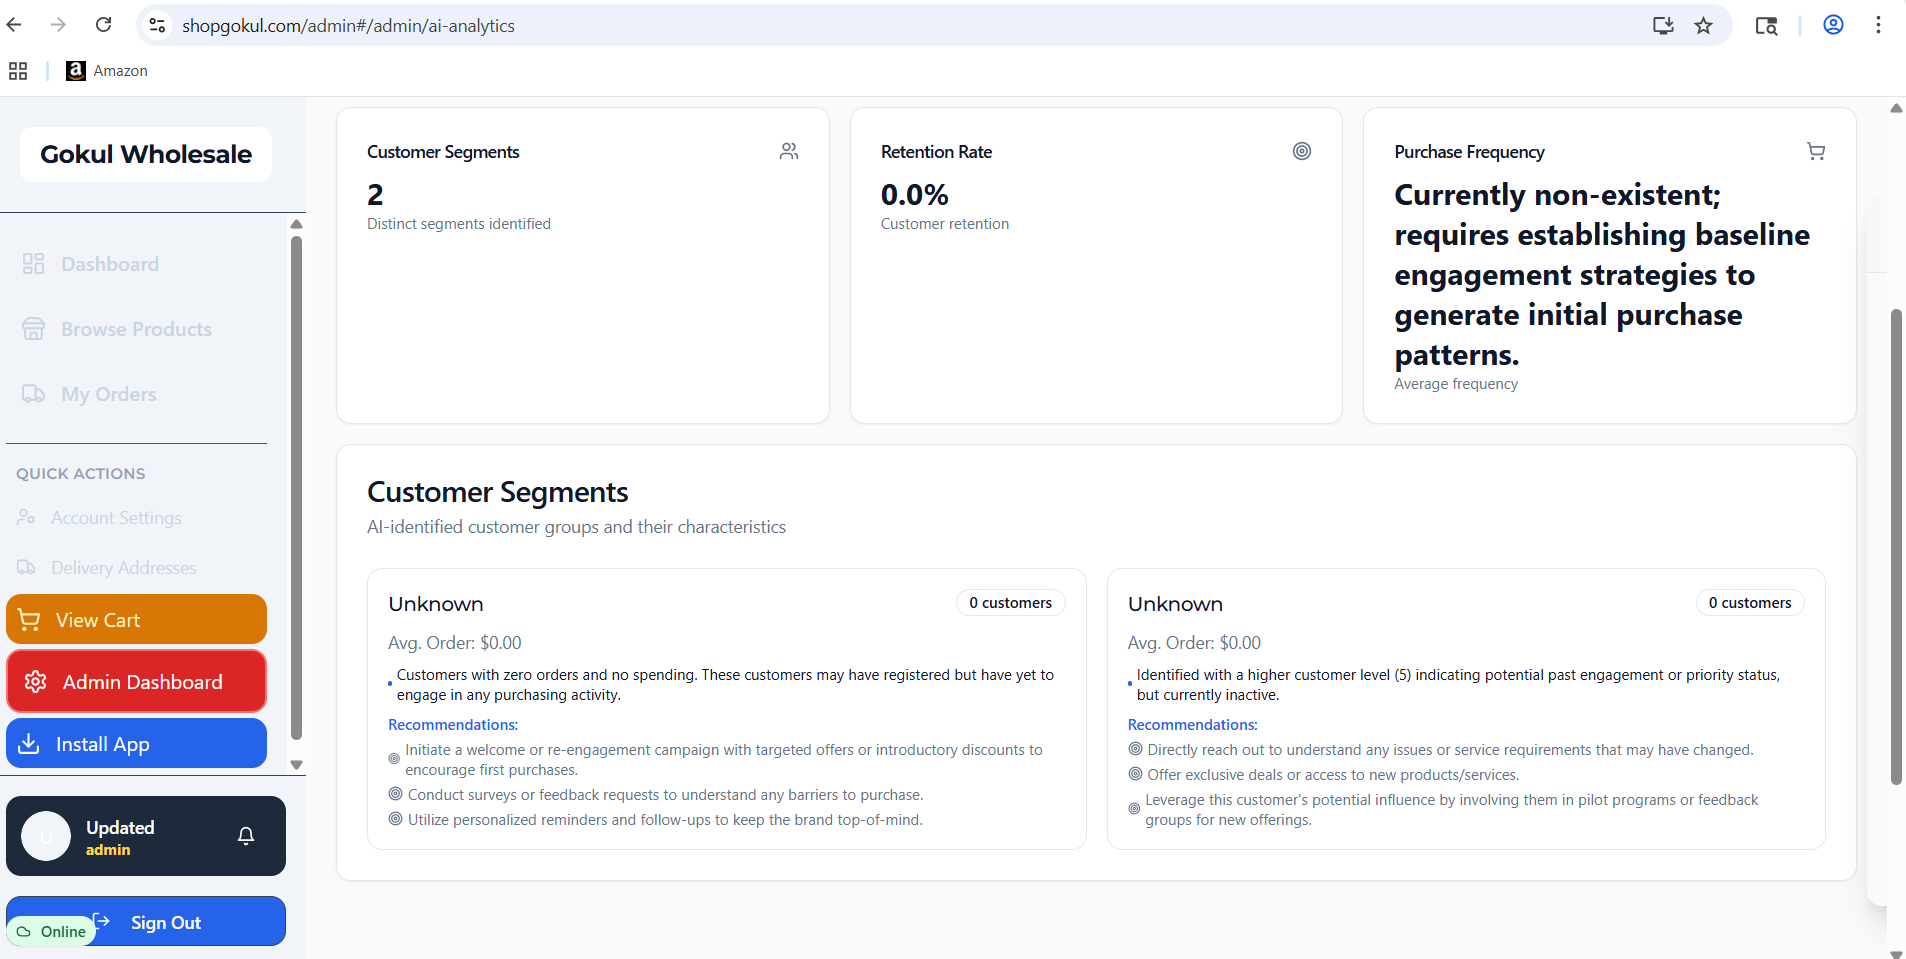 shopgokul.com/admin#/admin/ai-analytics
Amazon
Gokul Wholesale
Dashboard
Browse Products
My Orders
QUICK ACTIONS
Account Settings
Delivery Addresses
View Cart
Admin Dashboard
Install App
U
Updated
admin
Sign Out
Online
Customer Segments
2
Distinct segments identified
Retention Rate
0.0%
Customer retention
Purchase Frequency
Currently non-existent;
requires establishing baseline
engagement strategies to
generate initial purchase
patterns.
Average frequency
Customer Segments
AI-identified customer groups and their characteristics
Unknown
0 customers
Avg. Order: $0.00
Customers with zero orders and no spending. These customers may have registered but have yet to
engage in any purchasing activity.
Recommendations:
Initiate a welcome or re-engagement campaign with targeted offers or introductory discounts to
encourage first purchases.
Conduct surveys or feedback requests to understand any barriers to purchase.
Utilize personalized reminders and follow-ups to keep the brand top-of-mind.
Unknown
0 customers
Avg. Order: $0.00
Identified with a higher customer level (5) indicating potential past engagement or priority status,
but currently inactive.
Recommendations:
Directly reach out to understand any issues or service requirements that may have changed.
Offer exclusive deals or access to new products/services.
Leverage this customer's potential influence by involving them in pilot programs or feedback
groups for new offerings.